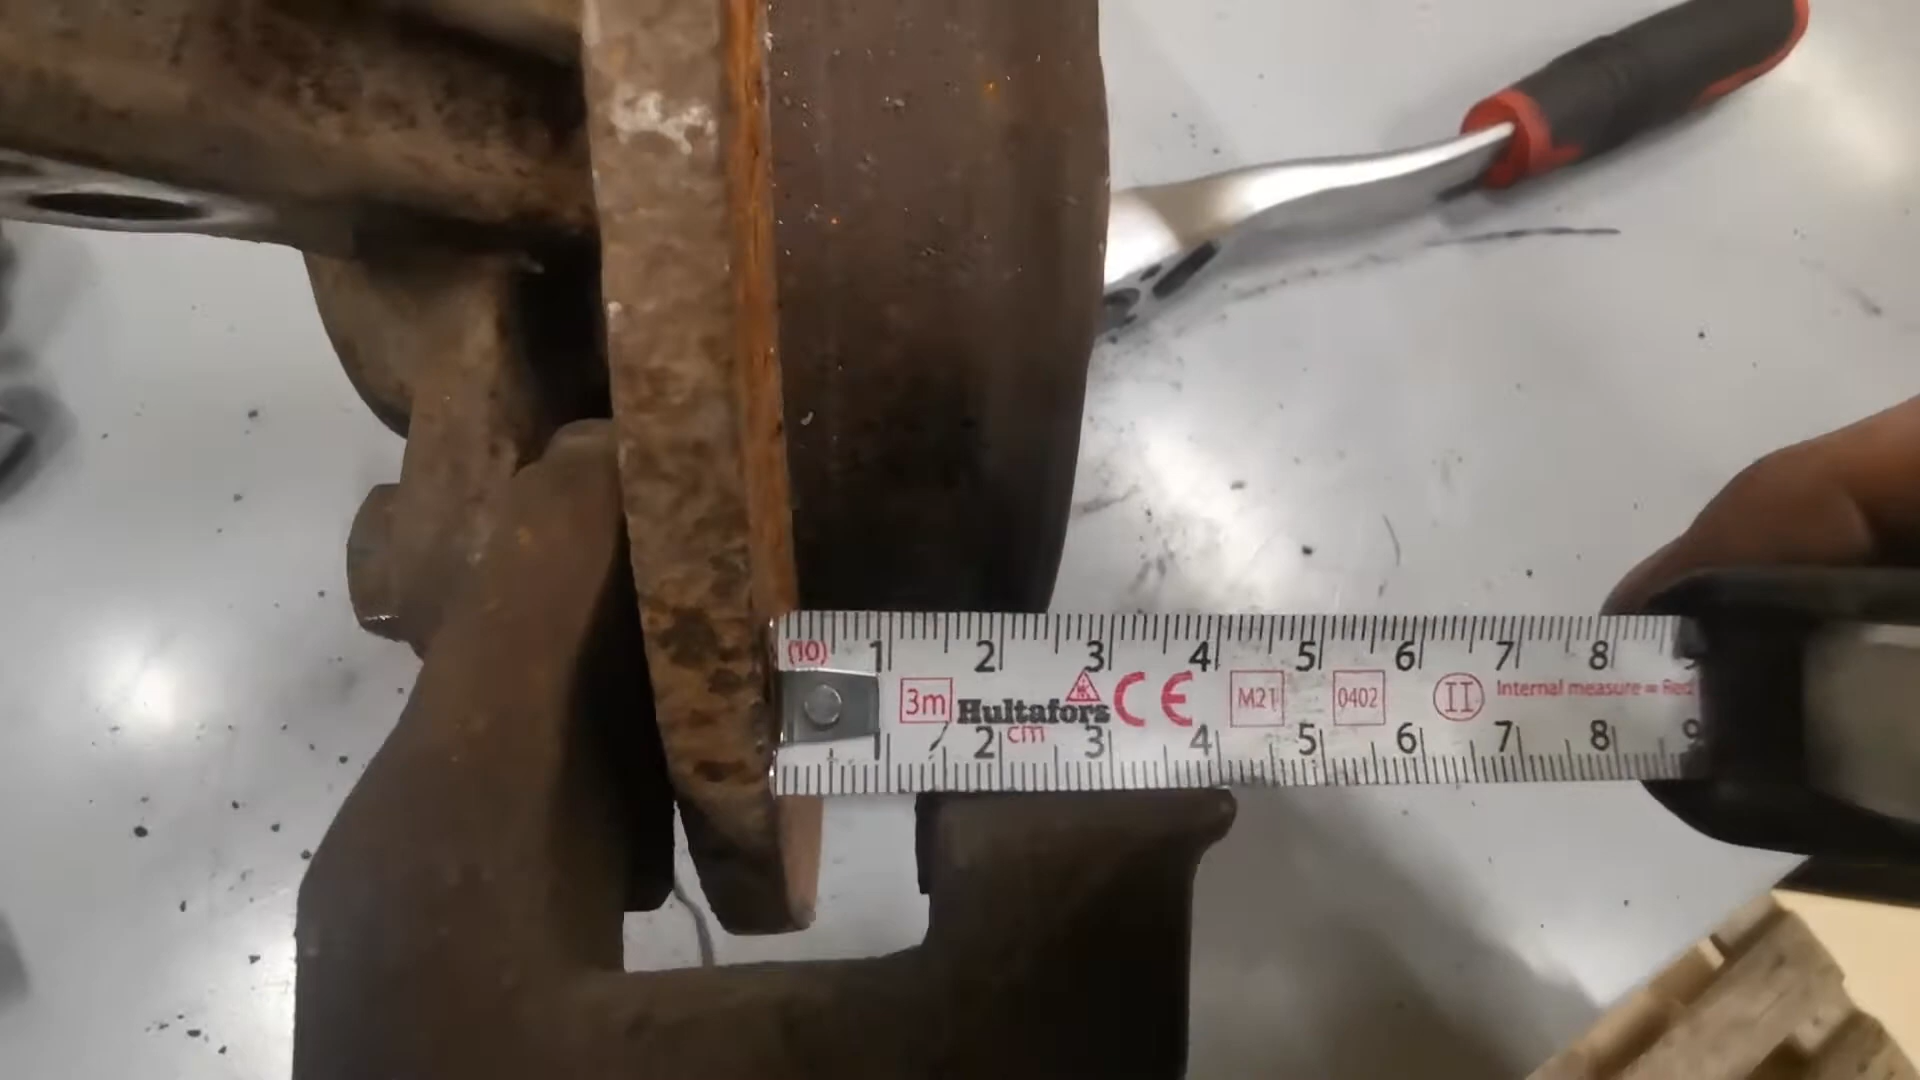 (10) 1 2 3 4 5 6 7 8 9
3m Hultafors CE M21 0402 II Internal measure = Red
1 2 cm 3 4 5 6 7 8 9